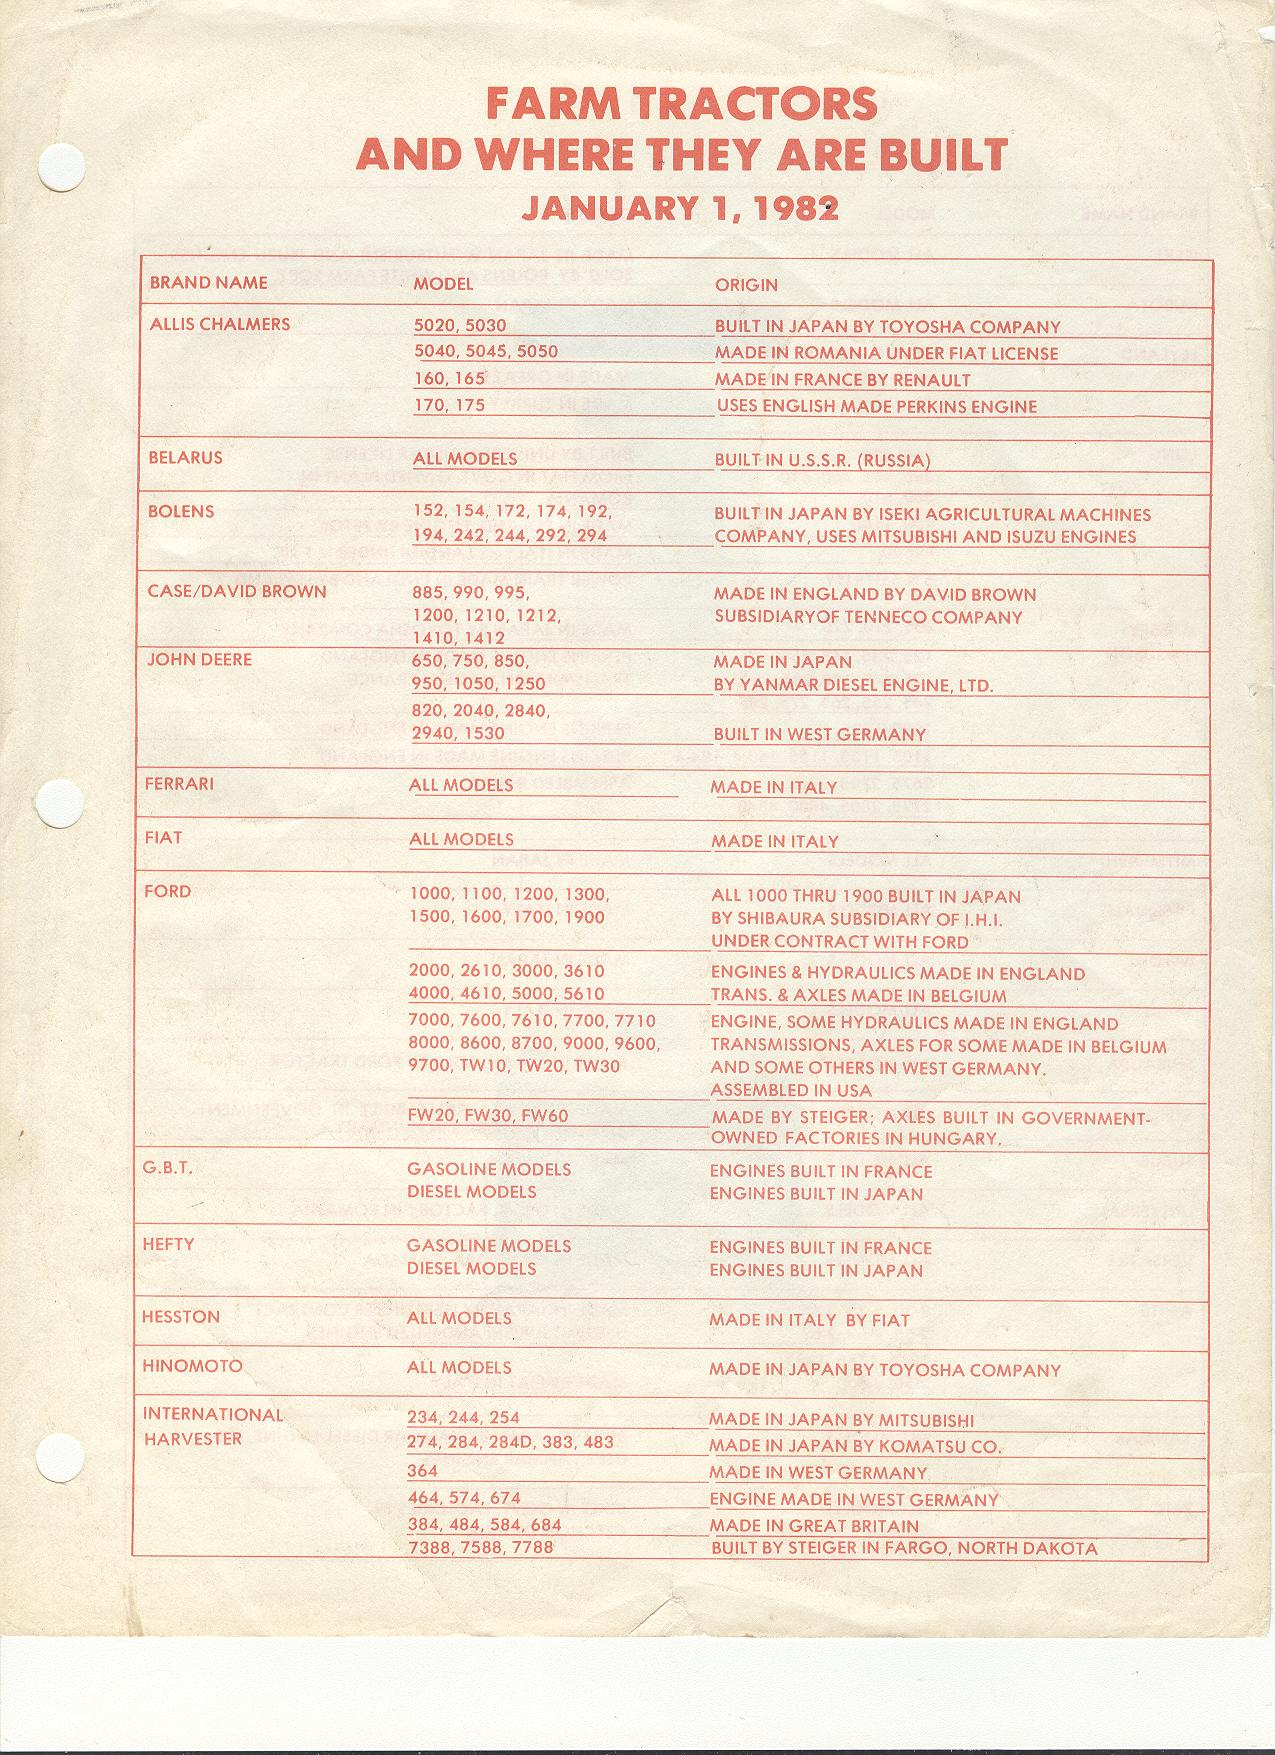 FARM TRACTORS
AND WHERE THEY ARE BUILT
JANUARY 1, 1982
BRAND NAME MODEL ORIGIN
ALLIS CHALMERS 5020, 5030 BUILT IN JAPAN BY TOYOSHA COMPANY
5040, 5045, 5050 MADE IN ROMANIA UNDER FIAT LICENSE
160, 165 MADE IN FRANCE BY RENAULT
170, 175 USES ENGLISH MADE PERKINS ENGINE
BELARUS ALL MODELS BUILT IN U.S.S.R. (RUSSIA)
BOLENS 152, 154, 172, 174, 192, BUILT IN JAPAN BY ISEKI AGRICULTURAL MACHINES
194, 242, 244, 292, 294 COMPANY, USES MITSUBISHI AND ISUZU ENGINES
CASE/DAVID BROWN 885, 990, 995, MADE IN ENGLAND BY DAVID BROWN
1200, 1210, 1212, SUBSIDIARYOF TENNECO COMPANY
1410, 1412
JOHN DEERE 650, 750, 850, MADE IN JAPAN
950, 1050, 1250 BY YANMAR DIESEL ENGINE, LTD.
820, 2040, 2840,
2940, 1530 BUILT IN WEST GERMANY
FERRARI ALL MODELS MADE IN ITALY
FIAT ALL MODELS MADE IN ITALY
FORD 1000, 1100, 1200, 1300, ALL 1000 THRU 1900 BUILT IN JAPAN
1500, 1600, 1700, 1900 BY SHIBAURA SUBSIDIARY OF I.H.I.
UNDER CONTRACT WITH FORD
2000, 2610, 3000, 3610 ENGINES & HYDRAULICS MADE IN ENGLAND
4000, 4610, 5000, 5610 TRANS. & AXLES MADE IN BELGIUM
7000, 7600, 7610, 7700, 7710 ENGINE, SOME HYDRAULICS MADE IN ENGLAND
8000, 8600, 8700, 9000, 9600, TRANSMISSIONS, AXLES FOR SOME MADE IN BELGIUM
9700, TW10, TW20, TW30 AND SOME OTHERS IN WEST GERMANY.
ASSEMBLED IN USA
FW20, FW30, FW60 MADE BY STEIGER; AXLES BUILT IN GOVERNMENT-
OWNED FACTORIES IN HUNGARY.
G.B.T. GASOLINE MODELS ENGINES BUILT IN FRANCE
DIESEL MODELS ENGINES BUILT IN JAPAN
HEFTY GASOLINE MODELS ENGINES BUILT IN FRANCE
DIESEL MODELS ENGINES BUILT IN JAPAN
HESSTON ALL MODELS MADE IN ITALY BY FIAT
HINOMOTO ALL MODELS MADE IN JAPAN BY TOYOSHA COMPANY
INTERNATIONAL 234, 244, 254 MADE IN JAPAN BY MITSUBISHI
HARVESTER 274, 284, 284D, 383, 483 MADE IN JAPAN BY KOMATSU CO.
364 MADE IN WEST GERMANY
464, 574, 674 ENGINE MADE IN WEST GERMANY
384, 484, 584, 684 MADE IN GREAT BRITAIN
7388, 7588, 7788 BUILT BY STEIGER IN FARGO, NORTH DAKOTA